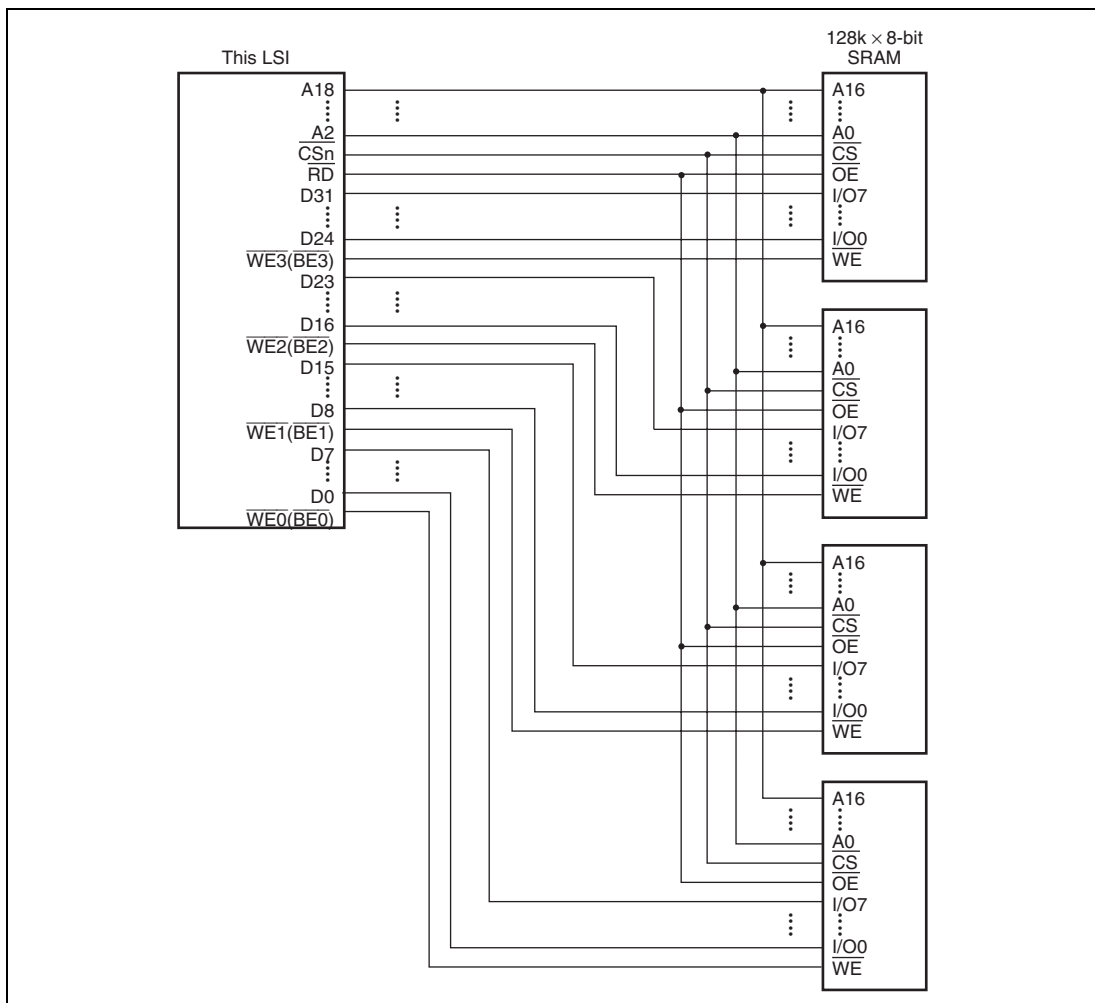 128k × 8-bit
SRAM
This LSI
A18
A2
CSn
RD
D31
D24
WE3(BE3)
D23
D16
WE2(BE2)
D15
D8
WE1(BE1)
D7
D0
WE0(BE0)
A16
A0
CS
OE
I/O7
I/O0
WE
A16
A0
CS
OE
I/O7
I/O0
WE
A16
A0
CS
OE
I/O7
I/O0
WE
A16
A0
CS
OE
I/O7
I/O0
WE